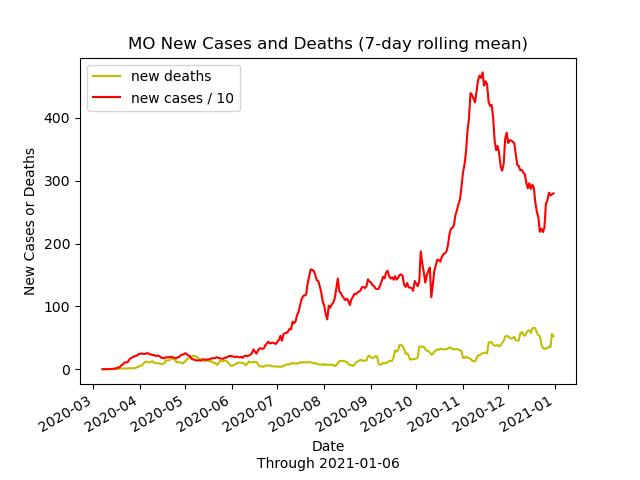 MO New Cases and Deaths (7-day rolling mean)
new deaths
new cases / 10
New Cases or Deaths
400
300
200
100
0
2020-03
2020-04
2020-05
2020-06
2020-07
2020-08
2020-09
2020-10
2020-11
2020-12
2021-01
Date
Through 2021-01-06